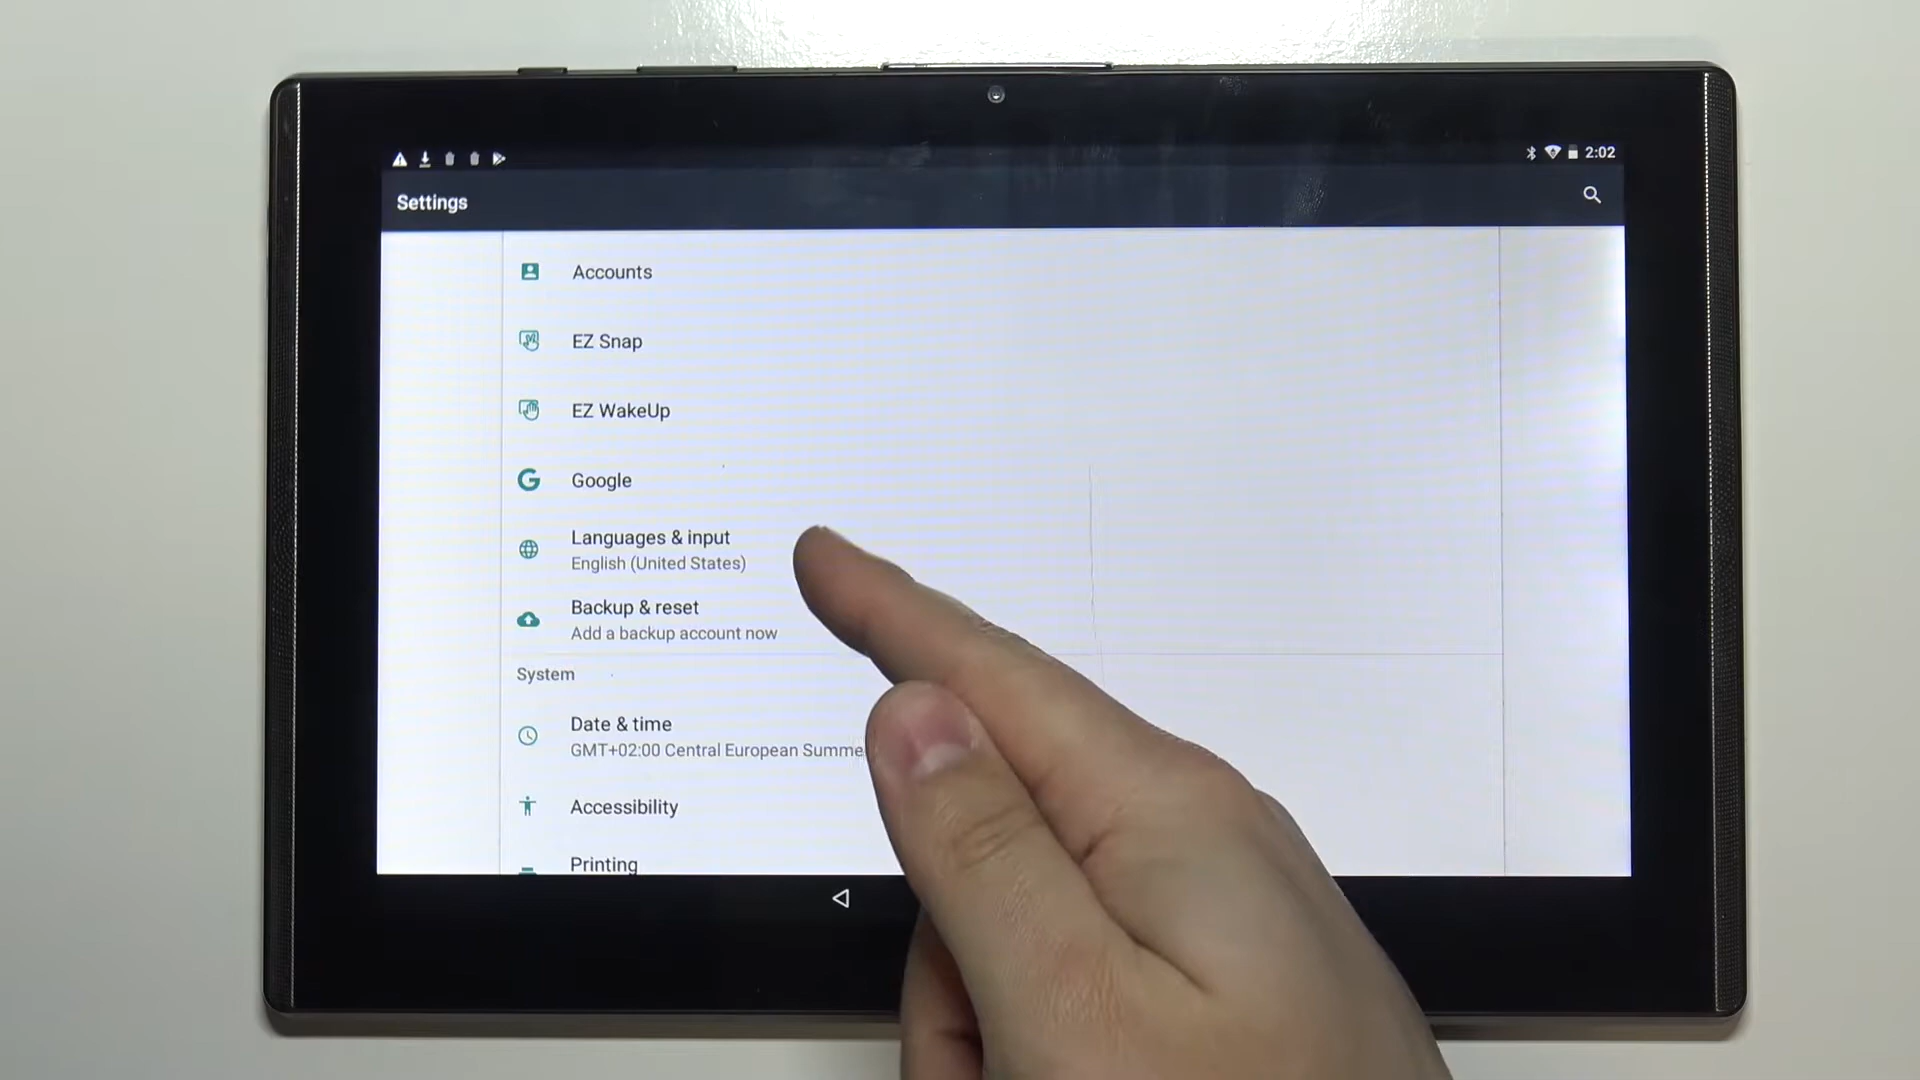 2:02
Settings
Accounts
EZ Snap
EZ WakeUp
Google
Languages & input
English (United States)
Backup & reset
Add a backup account now
System
Date & time
GMT+02:00 Central European Summe
Accessibility
Printing